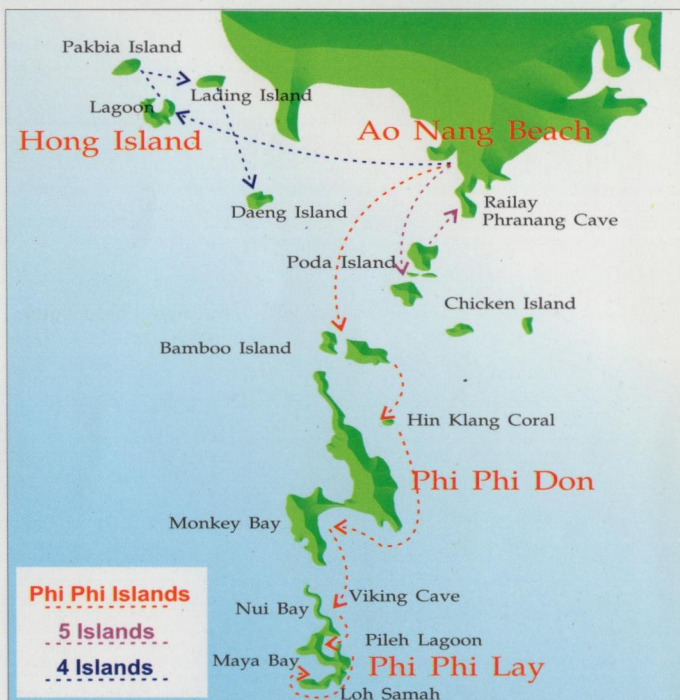 Pakbia Island
Lading Island
Lagoon
Hong Island
Ao Nang Beach
Daeng Island
Railay
Phranang Cave
Poda Island
Chicken Island
Bamboo Island
Hin Klang Coral
Phi Phi Don
Monkey Bay
Viking Cave
Nui Bay
Pileh Lagoon
Maya Bay
Phi Phi Lay
Loh Samah
Phi Phi Islands
5 Islands
4 Islands